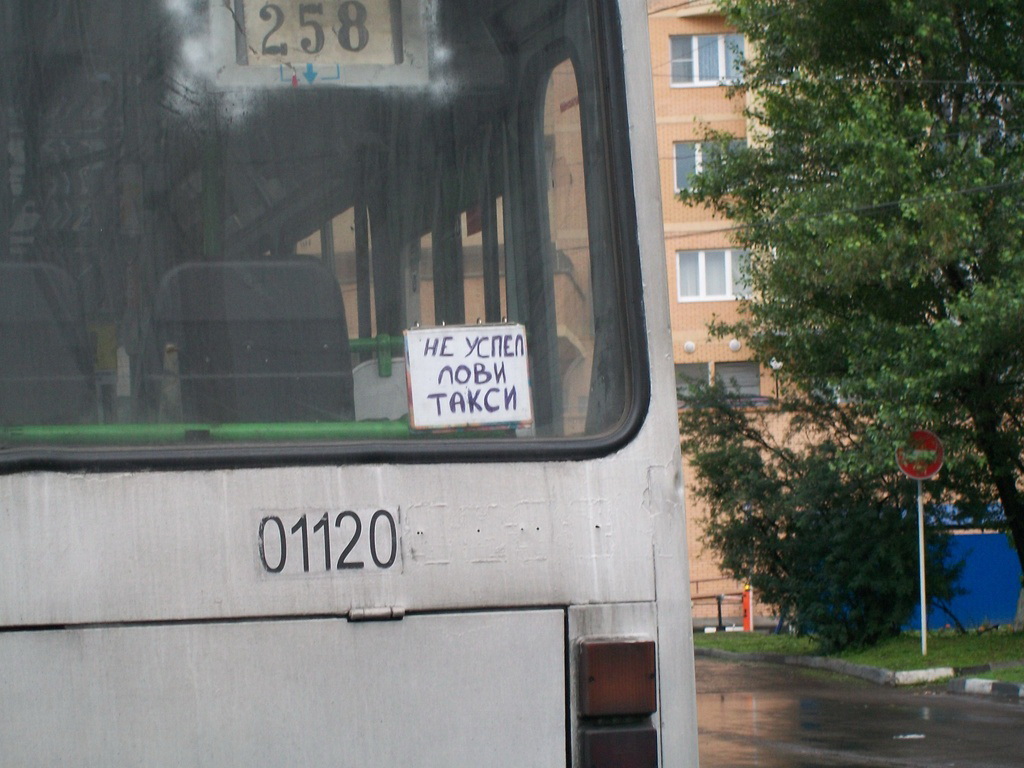 258
НЕ УСПЕЛ
ЛОВИ
ТАКСИ
01120